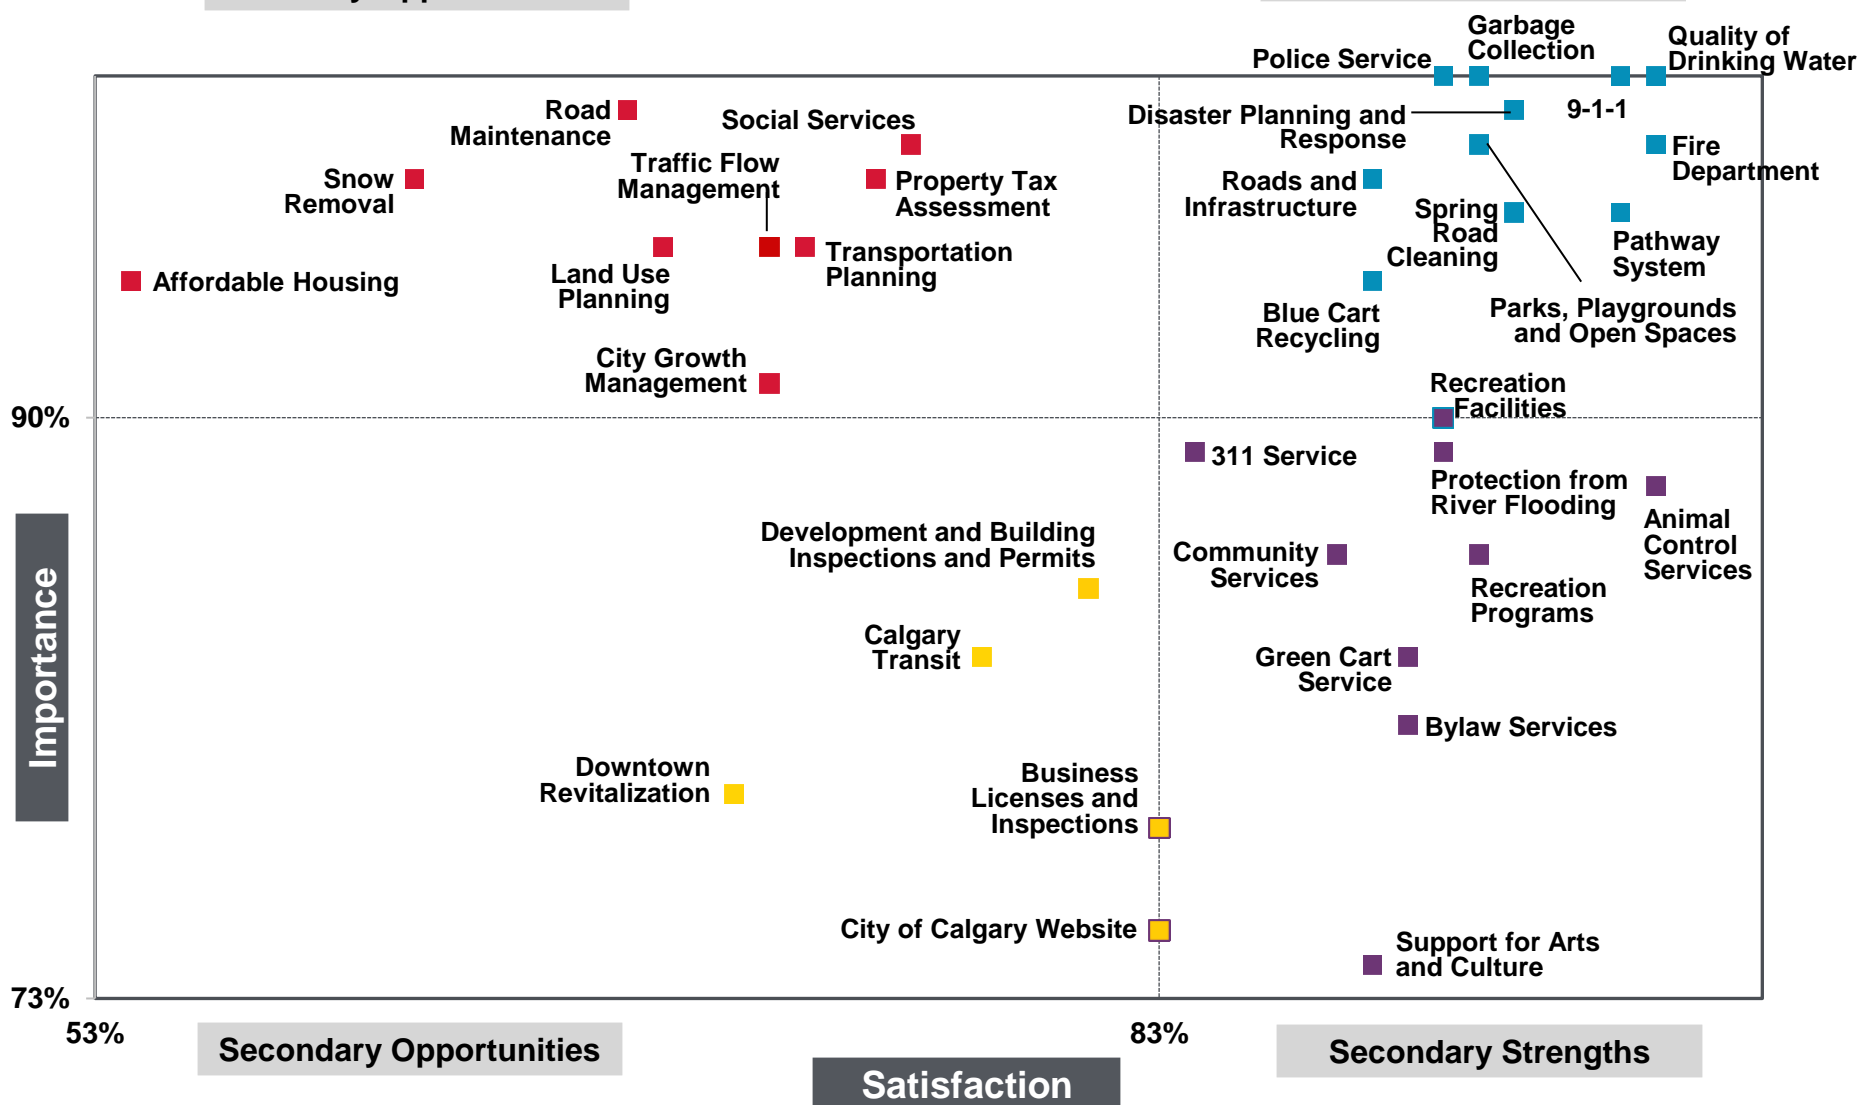 Garbage
Collection
Quality of
Drinking Water
Police Service
Road
Maintenance
Social Services
Disaster Planning and
Response
9-1-1
Fire
Department
Traffic Flow
Management
Snow
Removal
Property Tax
Assessment
Roads and
Infrastructure
Spring
Road
Cleaning
Pathway
System
Affordable Housing
Land Use
Planning
Transportation
Planning
Blue Cart
Recycling
Parks, Playgrounds
and Open Spaces
City Growth
Management
Recreation
Facilities
90%
311 Service
Protection from
River Flooding
Animal
Control
Services
Development and Building
Inspections and Permits
Community
Services
Recreation
Programs
Importance
Calgary
Transit
Green Cart
Service
Bylaw Services
Downtown
Revitalization
Business
Licenses and
Inspections
City of Calgary Website
Support for Arts
and Culture
73%
53%
83%
Secondary Opportunities
Secondary Strengths
Satisfaction